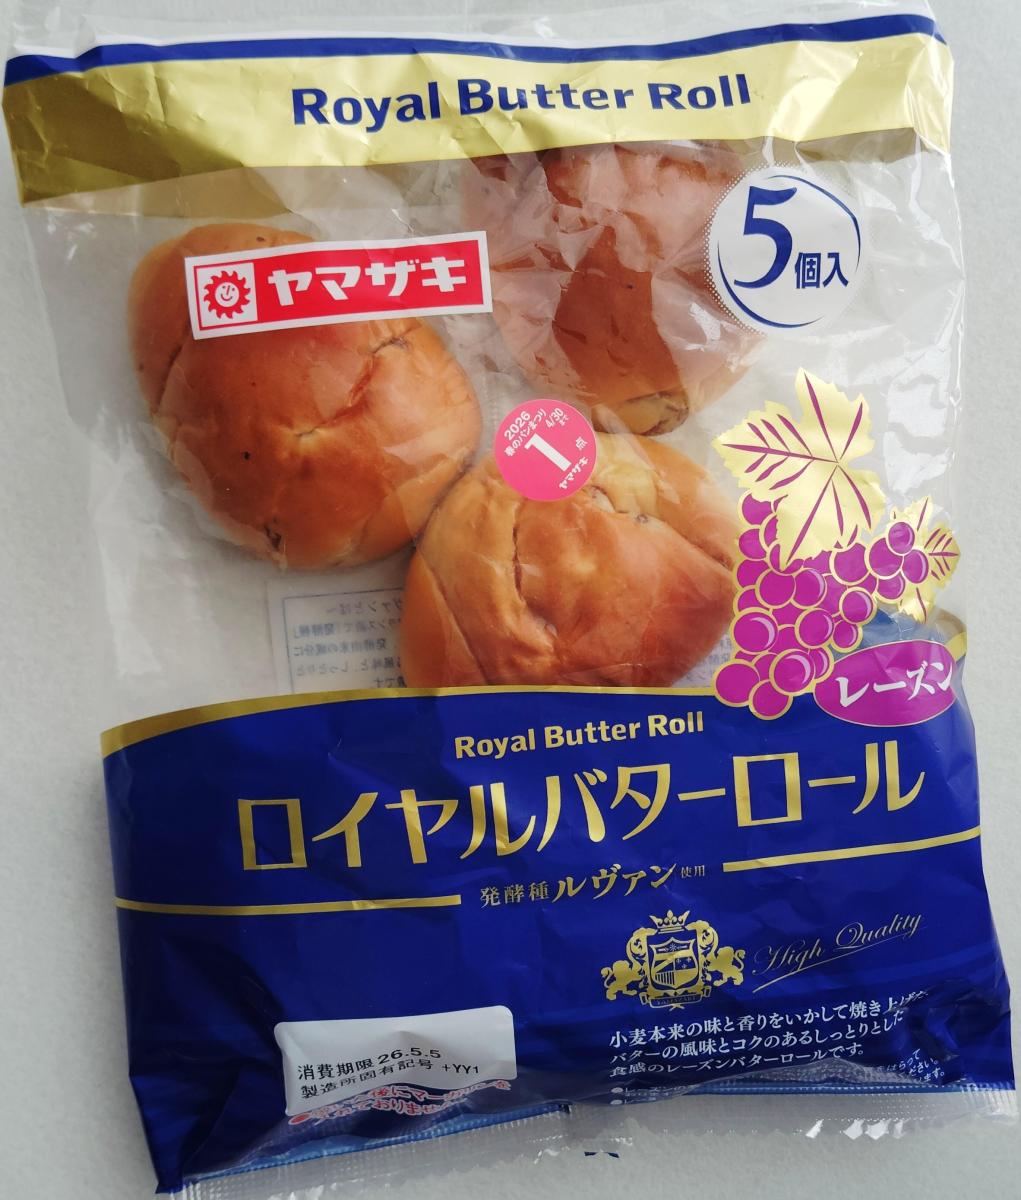 Royal Butter Roll
5個入
ヤマザキ
2026
春のパンまつり
4/30まで
1点
ヤマザキ
レーズン
Royal Butter Roll
ロイヤルバターロール
発酵種ルヴァン使用
High Quality
小麦本来の味と香りをいかして焼き上げた
バターの風味とコクのあるしっとりとした
食感のレーズンバターロールです。
消費期限 26.5.5
製造所固有記号 +YY1